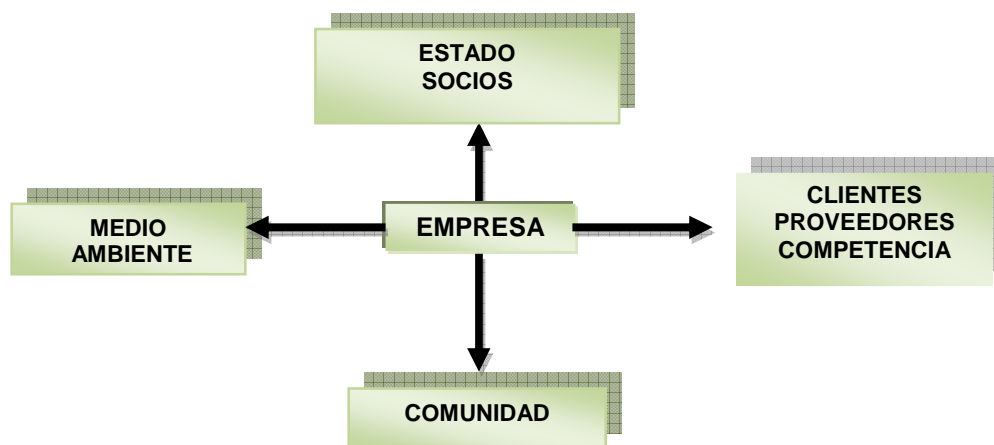 ESTADO
SOCIOS
MEDIO
AMBIENTE
EMPRESA
CLIENTES
PROVEEDORES
COMPETENCIA
COMUNIDAD